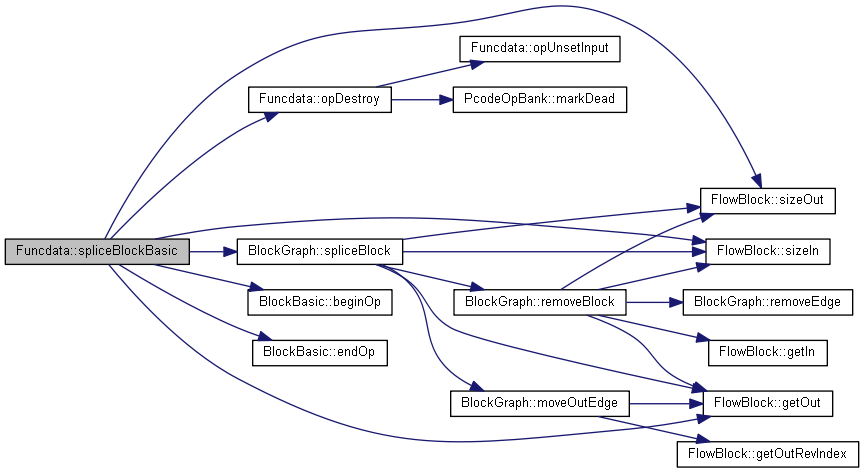 Funcdata::opUnsetInput
Funcdata::opDestroy
PcodeOpBank::markDead
FlowBlock::sizeOut
Funcdata::spliceBlockBasic
BlockGraph::spliceBlock
FlowBlock::sizeIn
BlockBasic::beginOp
BlockGraph::removeBlock
BlockGraph::removeEdge
BlockBasic::endOp
FlowBlock::getIn
BlockGraph::moveOutEdge
FlowBlock::getOut
FlowBlock::getOutRevIndex